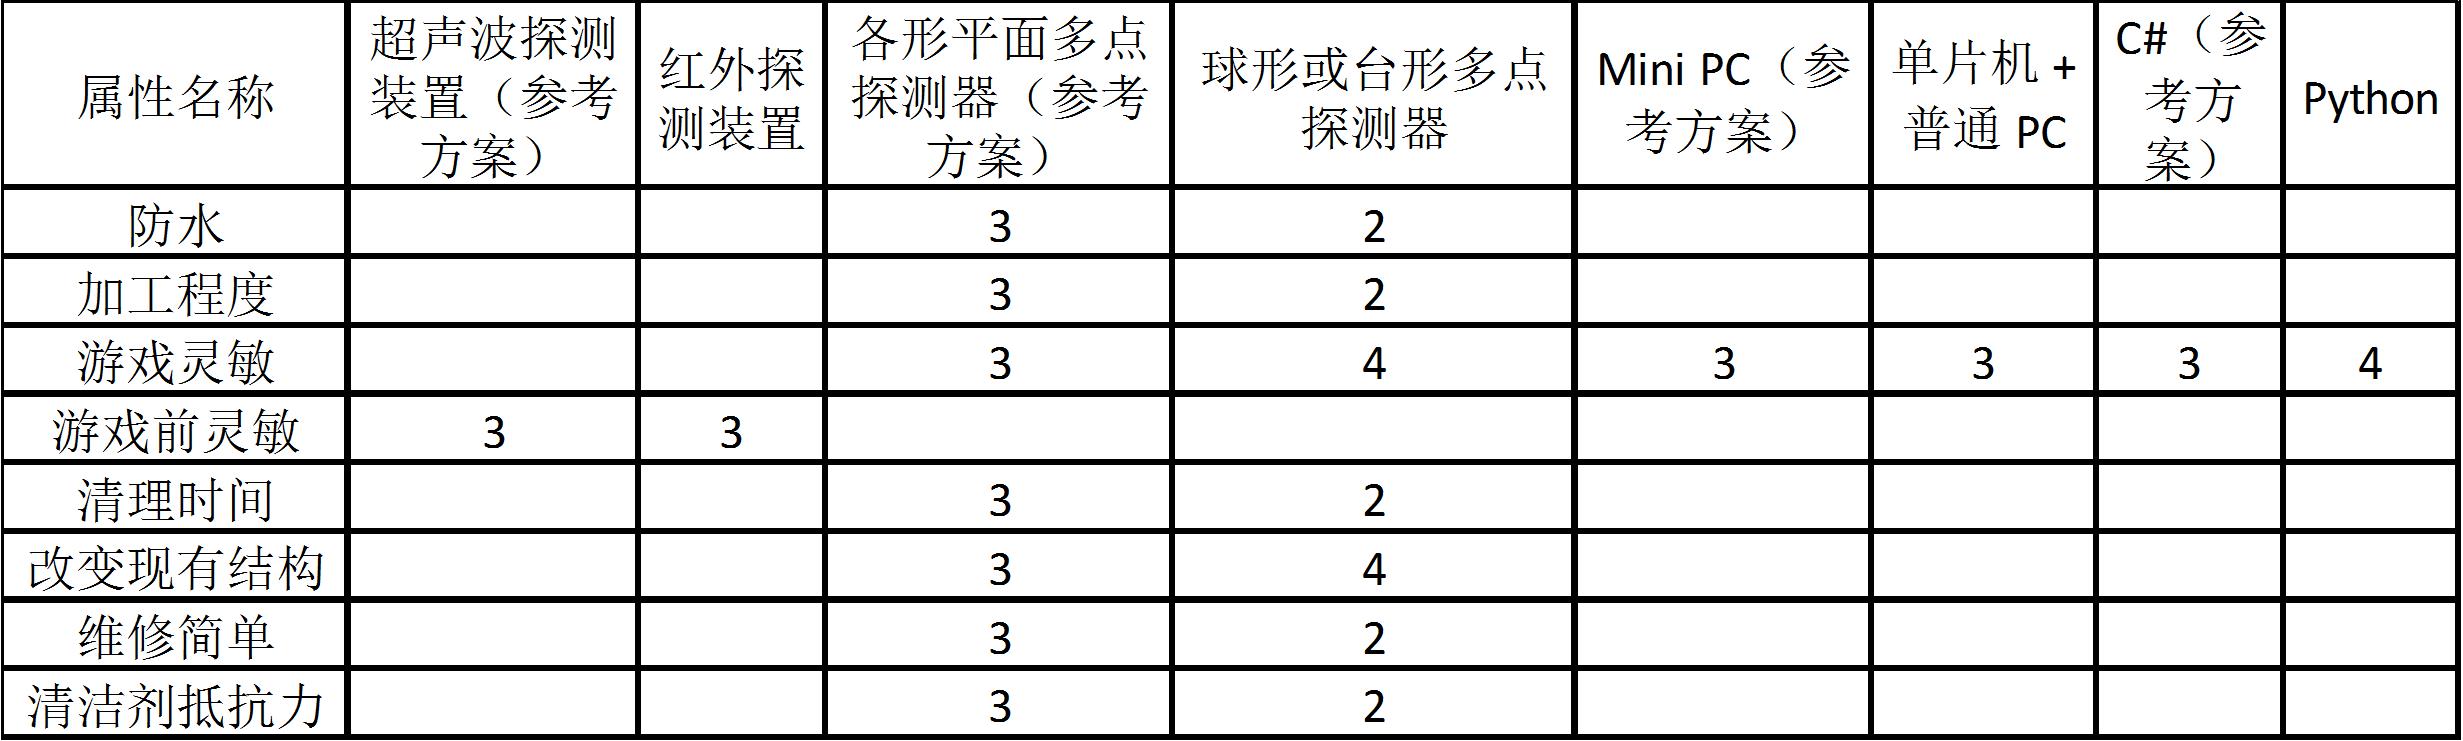 属性名称 超声波探测装置（参考方案） 红外探测装置 各形平面多点探测器（参考方案） 球形或台形多点探测器 Mini PC（参考方案） 单片机 + 普通 PC C#（参考方案） Python
防水 3 2
加工程度 3 2
游戏灵敏 3 4 3 3 3 4
游戏前灵敏 3 3
清理时间 3 2
改变现有结构 3 4
维修简单 3 2
清洁剂抵抗力 3 2